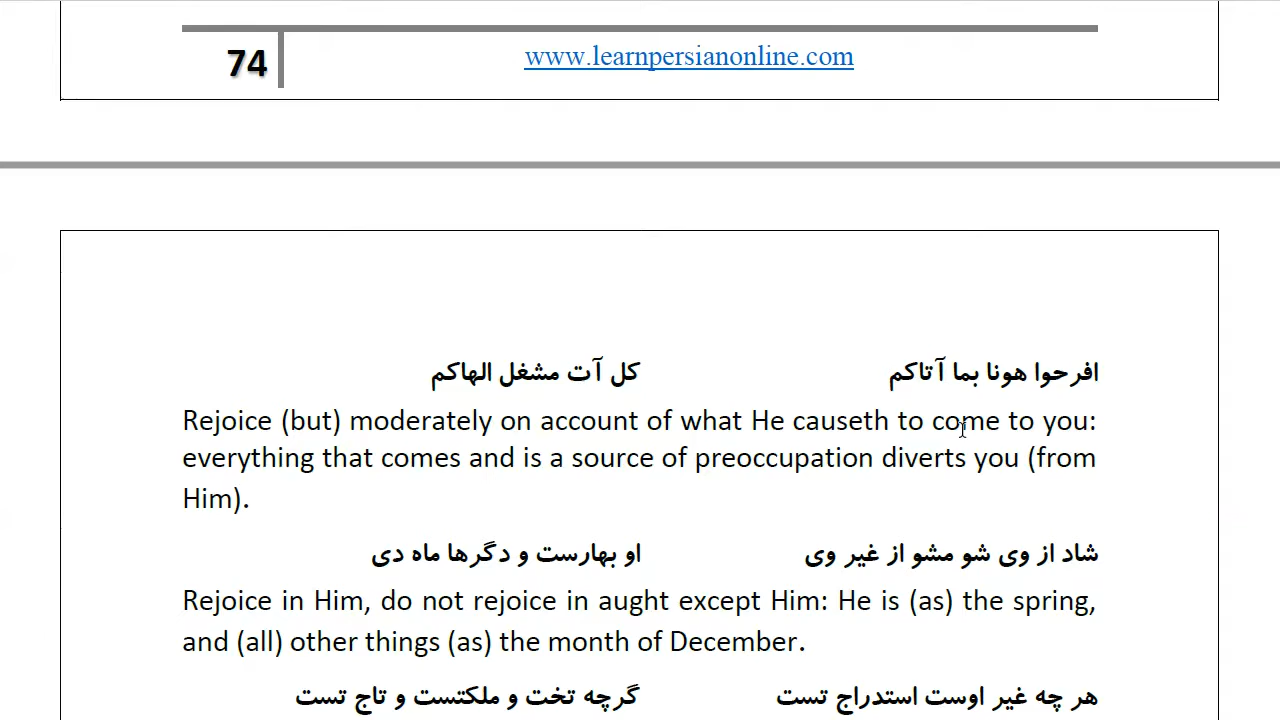 74 www.learnpersianonline.com
افرحوا هونا بما آتاکم کل آت مشغل الهاکم
Rejoice (but) moderately on account of what He causeth to come to you:
everything that comes and is a source of preoccupation diverts you (from
Him).
شاد از وی شو مشو از غیر وی او بهارست و دگرها ماه دی
Rejoice in Him, do not rejoice in aught except Him: He is (as) the spring,
and (all) other things (as) the month of December.
هر چه غیر اوست استدراج تست گرچه تخت و ملکتست و تاج تست